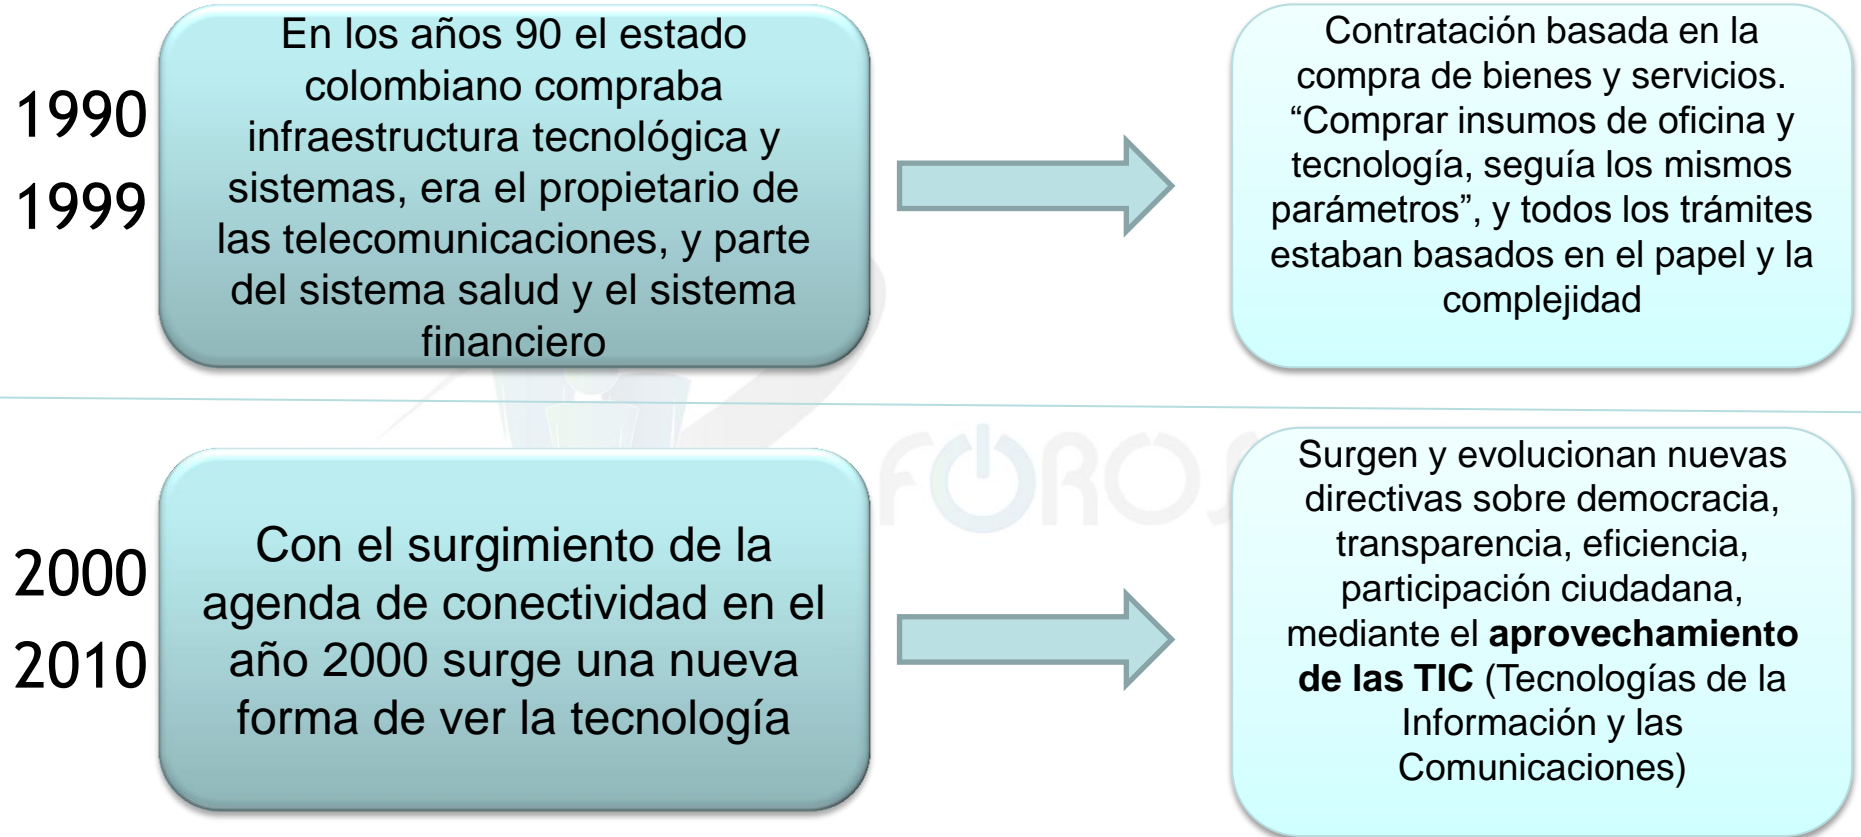 1990
1999
En los años 90 el estado
colombiano compraba
infraestructura tecnológica y
sistemas, era el propietario de
las telecomunicaciones, y parte
del sistema salud y el sistema
financiero
Contratación basada en la
compra de bienes y servicios.
“Comprar insumos de oficina y
tecnología, seguía los mismos
parámetros”, y todos los trámites
estaban basados en el papel y la
complejidad
2000
2010
Con el surgimiento de la
agenda de conectividad en el
año 2000 surge una nueva
forma de ver la tecnología
Surgen y evolucionan nuevas
directivas sobre democracia,
transparencia, eficiencia,
participación ciudadana,
mediante el aprovechamiento
de las TIC (Tecnologías de la
Información y las
Comunicaciones)
FOROS